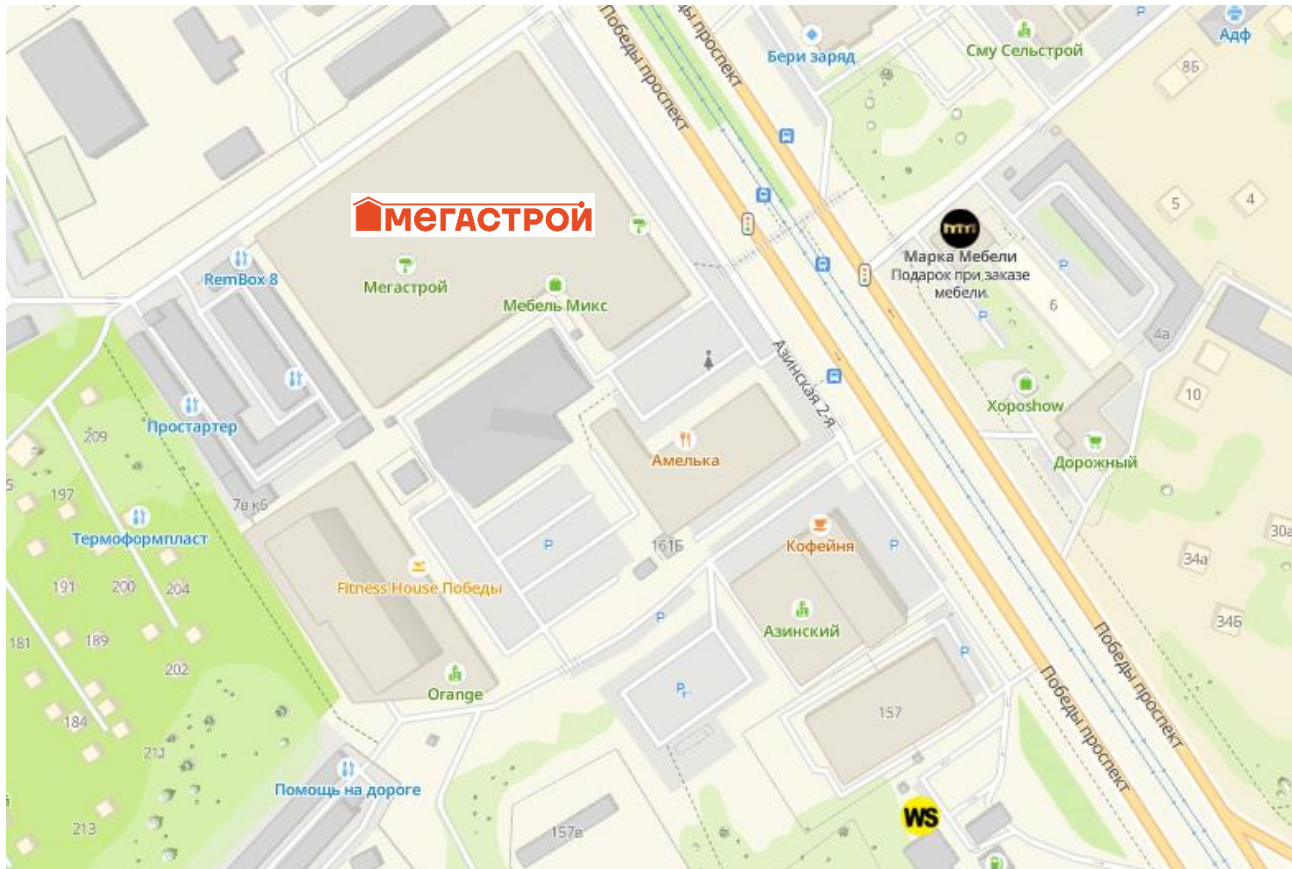 Победы проспект
Победы проспект
Бери заряд
Сму Сельстрой
P
Адф
8Б
5
4
МЕГАСТРОЙ
RemBox 8
Мегастрой
Мебель Микс
mm
Марка Мебели
Подарок при заказе
мебели.
P
P
6
4а
Азинская 2-я
Хорошоw
10
Простартер
209
Амелька
Дорожный
197
7в к6
Термоформпласт
P
161Б
Кофейня
P
30а
34а
Fitness House Победы
191
200
204
34Б
181
189
P
Азинский
202
P
Победы проспект
Orange
P
157
Победы проспект
184
211
Помощь на дороге
213
157в
WS